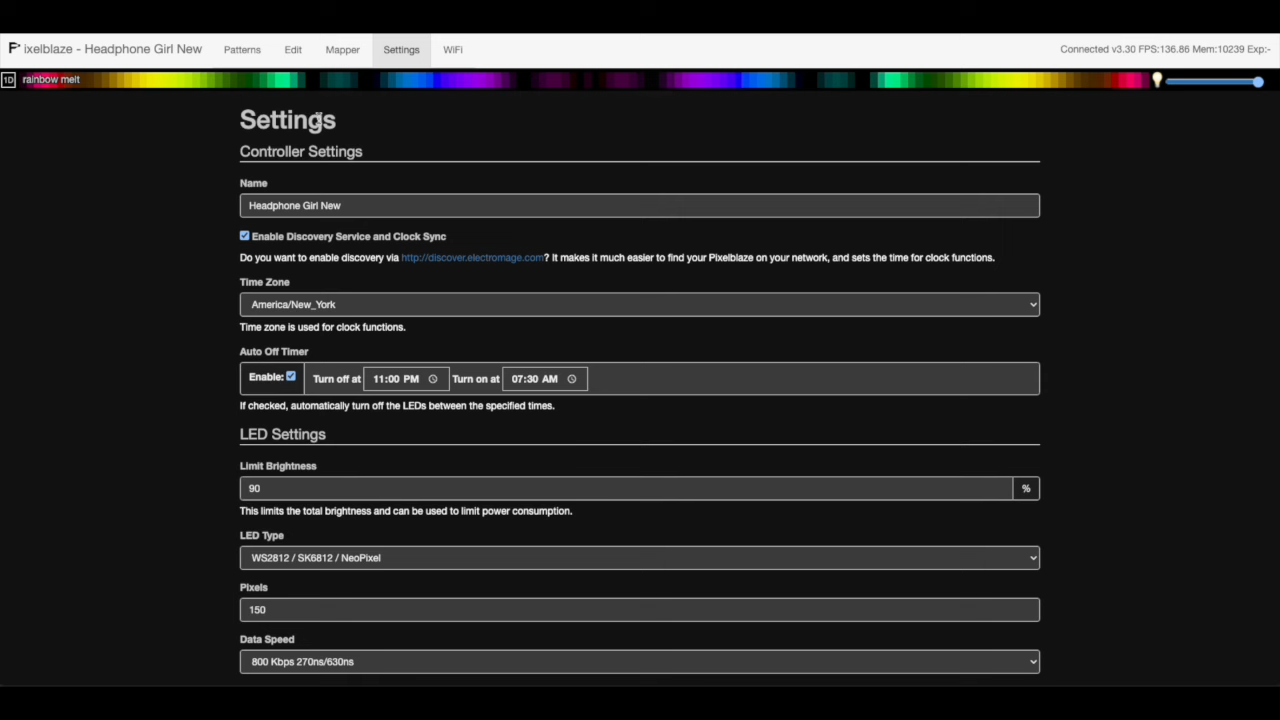 Pixelblaze - Headphone Girl New Patterns Edit Mapper Settings WiFi Connected v3.30 FPS:136.86 Mem:10239 Exp:-
1D rainbow melt
Settings
Controller Settings
Name
Headphone Girl New
Enable Discovery Service and Clock Sync
Do you want to enable discovery via http://discover.electromage.com? It makes it much easier to find your Pixelblaze on your network, and sets the time for clock functions.
Time Zone
America/New_York
Time zone is used for clock functions.
Auto Off Timer
Enable: Turn off at 11:00 PM Turn on at 07:30 AM
If checked, automatically turn off the LEDs between the specified times.
LED Settings
Limit Brightness
90 %
This limits the total brightness and can be used to limit power consumption.
LED Type
WS2812 / SK6812 / NeoPixel
Pixels
150
Data Speed
800 Kbps 270ns/630ns